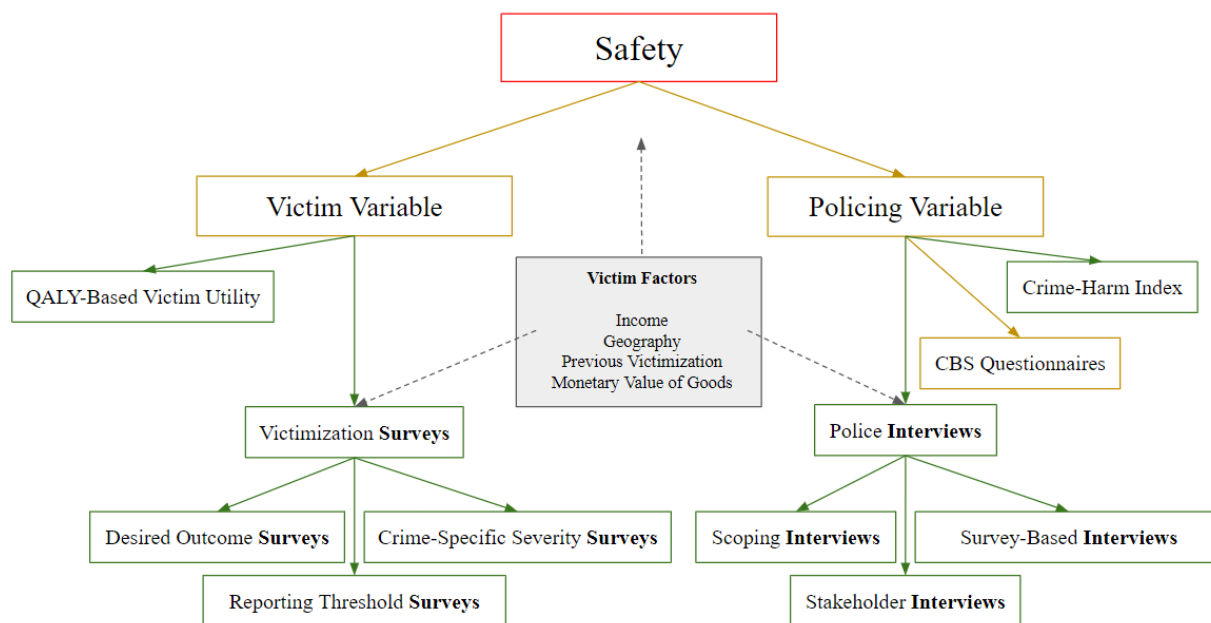 Safety
Victim Variable
Policing Variable
QALY-Based Victim Utility
Victim Factors
Income
Geography
Previous Victimization
Monetary Value of Goods
Crime-Harm Index
CBS Questionnaires
Victimization Surveys
Police Interviews
Desired Outcome Surveys
Crime-Specific Severity Surveys
Scoping Interviews
Survey-Based Interviews
Reporting Threshold Surveys
Stakeholder Interviews